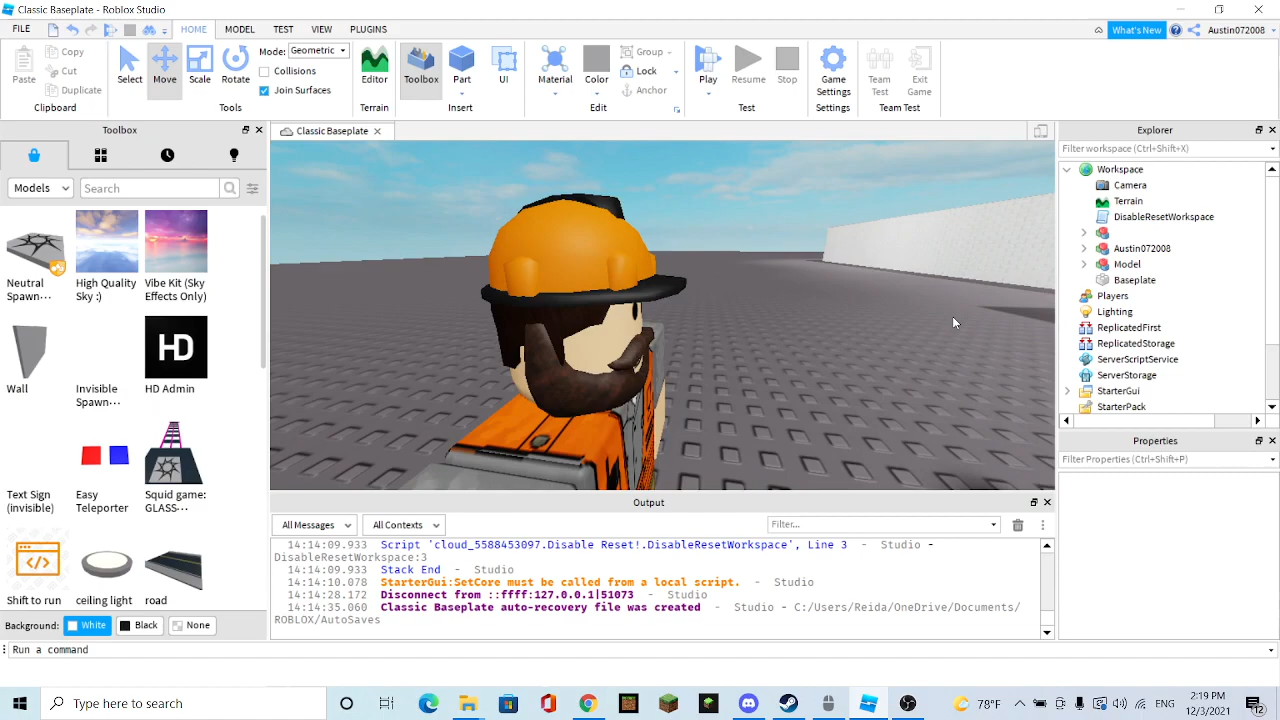 Classic Baseplate - Roblox Studio
FILE
HOME MODEL TEST VIEW PLUGINS
What's New
Austin072008
Paste
Copy
Cut
Duplicate
Clipboard
Select
Move
Scale
Rotate
Mode: Geometric
Collisions
Join Surfaces
Tools
Editor
Terrain
Toolbox
Part
UI
Insert
Material
Color
Group
Lock
Anchor
Edit
Play
Resume
Stop
Test
Game
Settings
Settings
Team
Test
Exit
Game
Team Test
Toolbox
Models
Search
Neutral
Spawn...
High Quality
Sky :)
Vibe Kit (Sky
Effects Only)
Wall
Invisible
Spawn...
HD
HD Admin
Text Sign
(invisible)
Easy
Teleporter
Squid game:
GLASS...
Shift to run
ceiling light
road
Background: White Black None
Classic Baseplate
Output
All Messages
All Contexts
Filter...
14:14:09.933 Script 'cloud_5588453097.Disable Reset!.DisableResetWorkspace', Line 3 - Studio -
DisableResetWorkspace:3
14:14:09.933 Stack End - Studio
14:14:10.078 StarterGui:SetCore must be called from a local script. - Studio
14:14:28.172 Disconnect from ::ffff:127.0.0.1|51073 - Studio
14:14:35.060 Classic Baseplate auto-recovery file was created - Studio - C:/Users/Reida/OneDrive/Documents/
ROBLOX/AutoSaves
Explorer
Filter workspace (Ctrl+Shift+X)
Workspace
Camera
Terrain
DisableResetWorkspace
Austin072008
Model
Baseplate
Players
Lighting
ReplicatedFirst
ReplicatedStorage
ServerScriptService
ServerStorage
StarterGui
StarterPack
Properties
Filter Properties (Ctrl+Shift+P)
Run a command
Type here to search
78°F
2:19 PM
12/3/2021
12